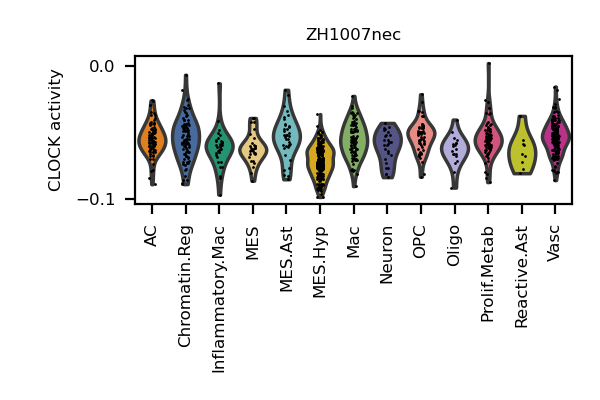 ZH1007nec
CLOCK activity
0.0
−0.1
AC
Chromatin.Reg
Inflammatory.Mac
MES
MES.Ast
MES.Hyp
Mac
Neuron
OPC
Oligo
Prolif.Metab
Reactive.Ast
Vasc